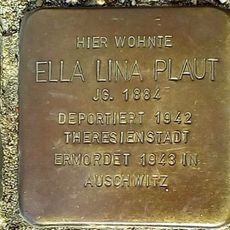 HIER WOHNTE
ELLA LINA PLAUT
JG. 1884
DEPORTIERT 1942
THERESIENSTADT
ERMORDET 1943 IN
AUSCHWITZ